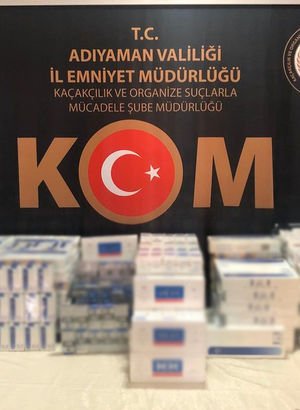 T.C.
ADIYAMAN VALİLİĞİ
İL EMNİYET MÜDÜRLÜĞÜ
KAÇAKÇILIK VE ORGANİZE SUÇLARLA
MÜCADELE ŞUBE MÜDÜRLÜĞÜ
KOM